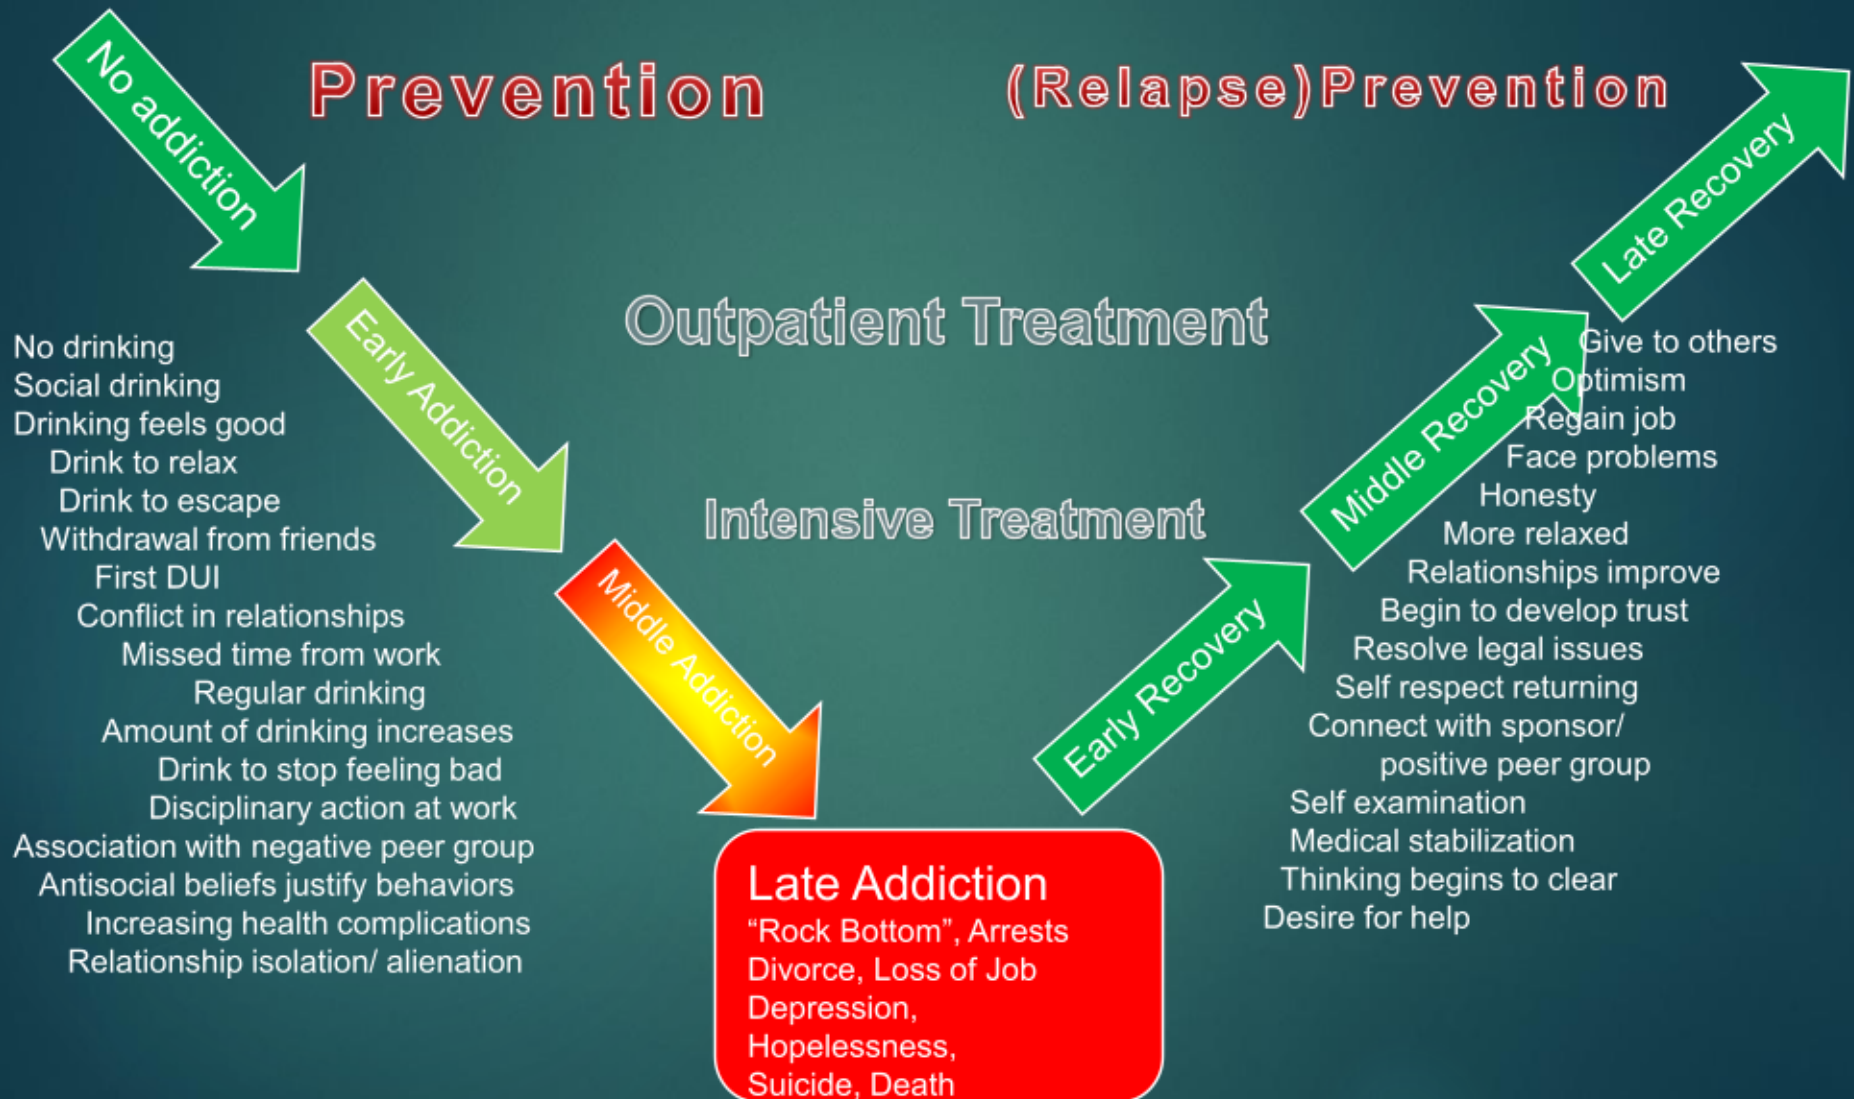 No addiction
Prevention
(Relapse)Prevention
Late Recovery
Early Addiction
Outpatient Treatment
Middle Recovery
No drinking
Social drinking
Drinking feels good
Drink to relax
Drink to escape
Withdrawal from friends
First DUI
Conflict in relationships
Missed time from work
Regular drinking
Amount of drinking increases
Drink to stop feeling bad
Disciplinary action at work
Association with negative peer group
Antisocial beliefs justify behaviors
Increasing health complications
Relationship isolation/ alienation
Intensive Treatment
Middle Addiction
Early Recovery
Late Addiction
“Rock Bottom”, Arrests
Divorce, Loss of Job
Depression,
Hopelessness,
Suicide, Death
Give to others
Optimism
Regain job
Face problems
Honesty
More relaxed
Relationships improve
Begin to develop trust
Resolve legal issues
Self respect returning
Connect with sponsor/
positive peer group
Self examination
Medical stabilization
Thinking begins to clear
Desire for help